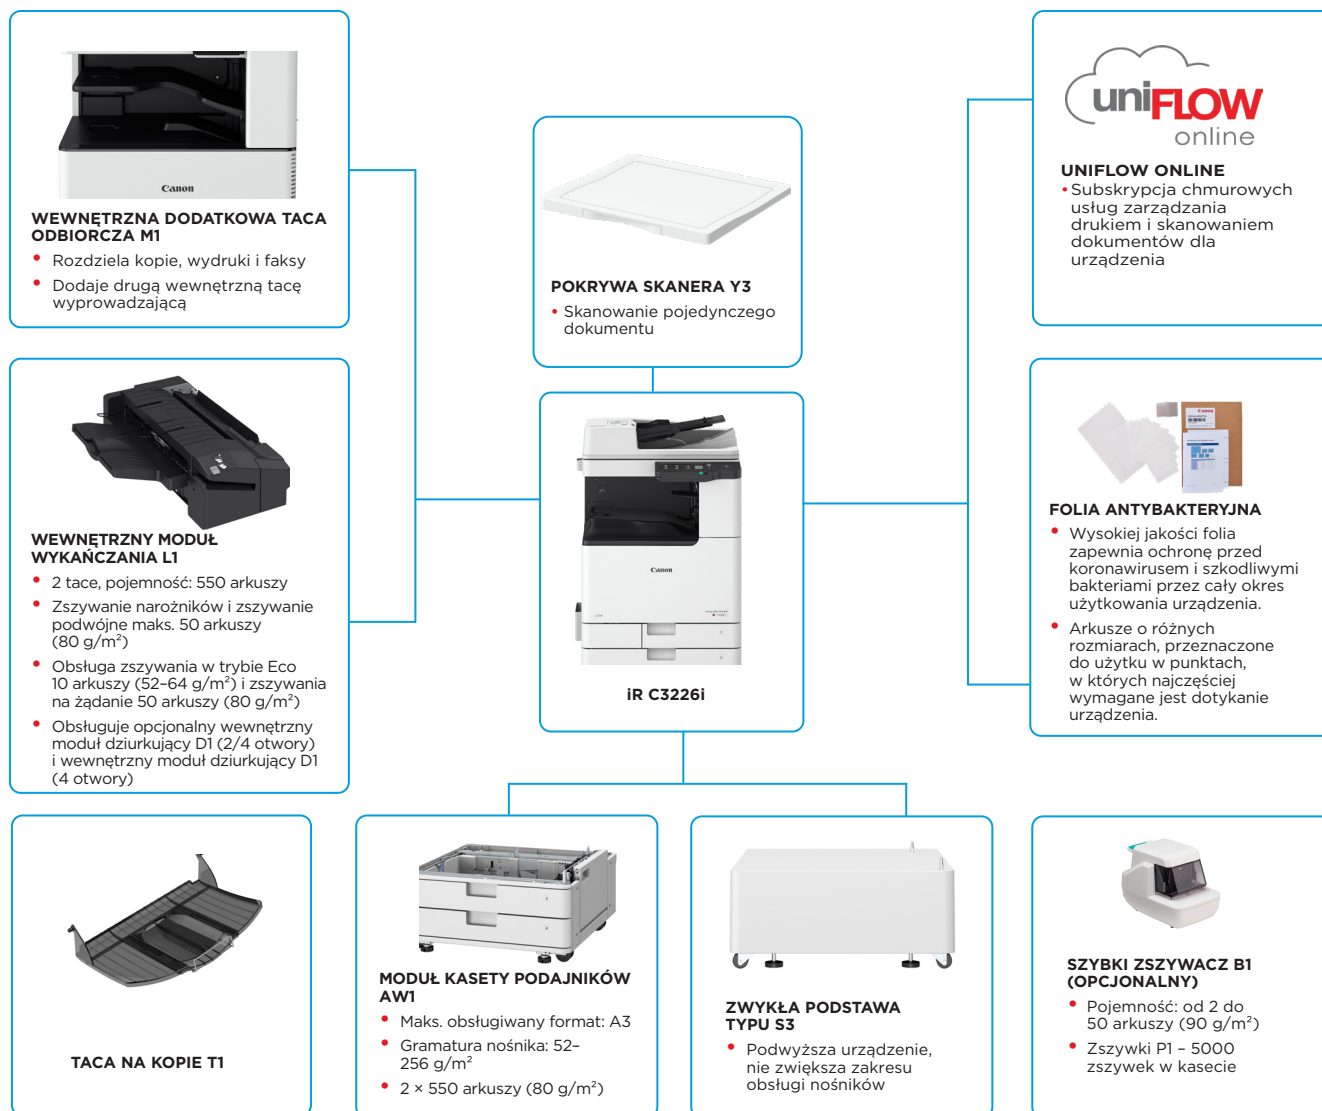 Canon
WEWNĘTRZNA DODATKOWA TACA
ODBIORCZA M1
• Rozdziela kopie, wydruki i faksy
• Dodaje drugą wewnętrzną tacę
wyprowadzającą
POKRYWA SKANERA Y3
• Skanowanie pojedynczego
dokumentu
uniFLOW
online
UNIFLOW ONLINE
• Subskrypcja chmurowych
usług zarządzania
drukiem i skanowaniem
dokumentów dla
urządzenia
WEWNĘTRZNY MODUŁ
WYKAŃCZANIA L1
• 2 tace, pojemność: 550 arkuszy
• Zszywanie narożników i zszywanie
podwójne maks. 50 arkuszy
(80 g/m²)
• Obsługa zszywania w trybie Eco
10 arkuszy (52–64 g/m²) i zszywania
na żądanie 50 arkuszy (80 g/m²)
• Obsługuje opcjonalny wewnętrzny
moduł dziurkujący D1 (2/4 otwory)
i wewnętrzny moduł dziurkujący D1
(4 otwory)
Canon
iR C3226i
Canon
FOLIA ANTYBAKTERYJNA
• Wysokiej jakości folia
zapewnia ochronę przed
koronawirusem i szkodliwymi
bakteriami przez cały okres
użytkowania urządzenia.
• Arkusze o różnych
rozmiarach, przeznaczone
do użytku w punktach,
w których najczęściej
wymagane jest dotykanie
urządzenia.
TACA NA KOPIE T1
MODUŁ KASETY PODAJNIKÓW
AW1
• Maks. obsługiwany format: A3
• Gramatura nośnika: 52–
256 g/m²
• 2 × 550 arkuszy (80 g/m²)
ZWYKŁA PODSTAWA
TYPU S3
• Podwyższa urządzenie,
nie zwiększa zakresu
obsługi nośników
SZYBKI ZSZYWACZ B1
(OPCJONALNY)
• Pojemność: od 2 do
50 arkuszy (90 g/m²)
• Zszywki P1 – 5000
zszywek w kasecie